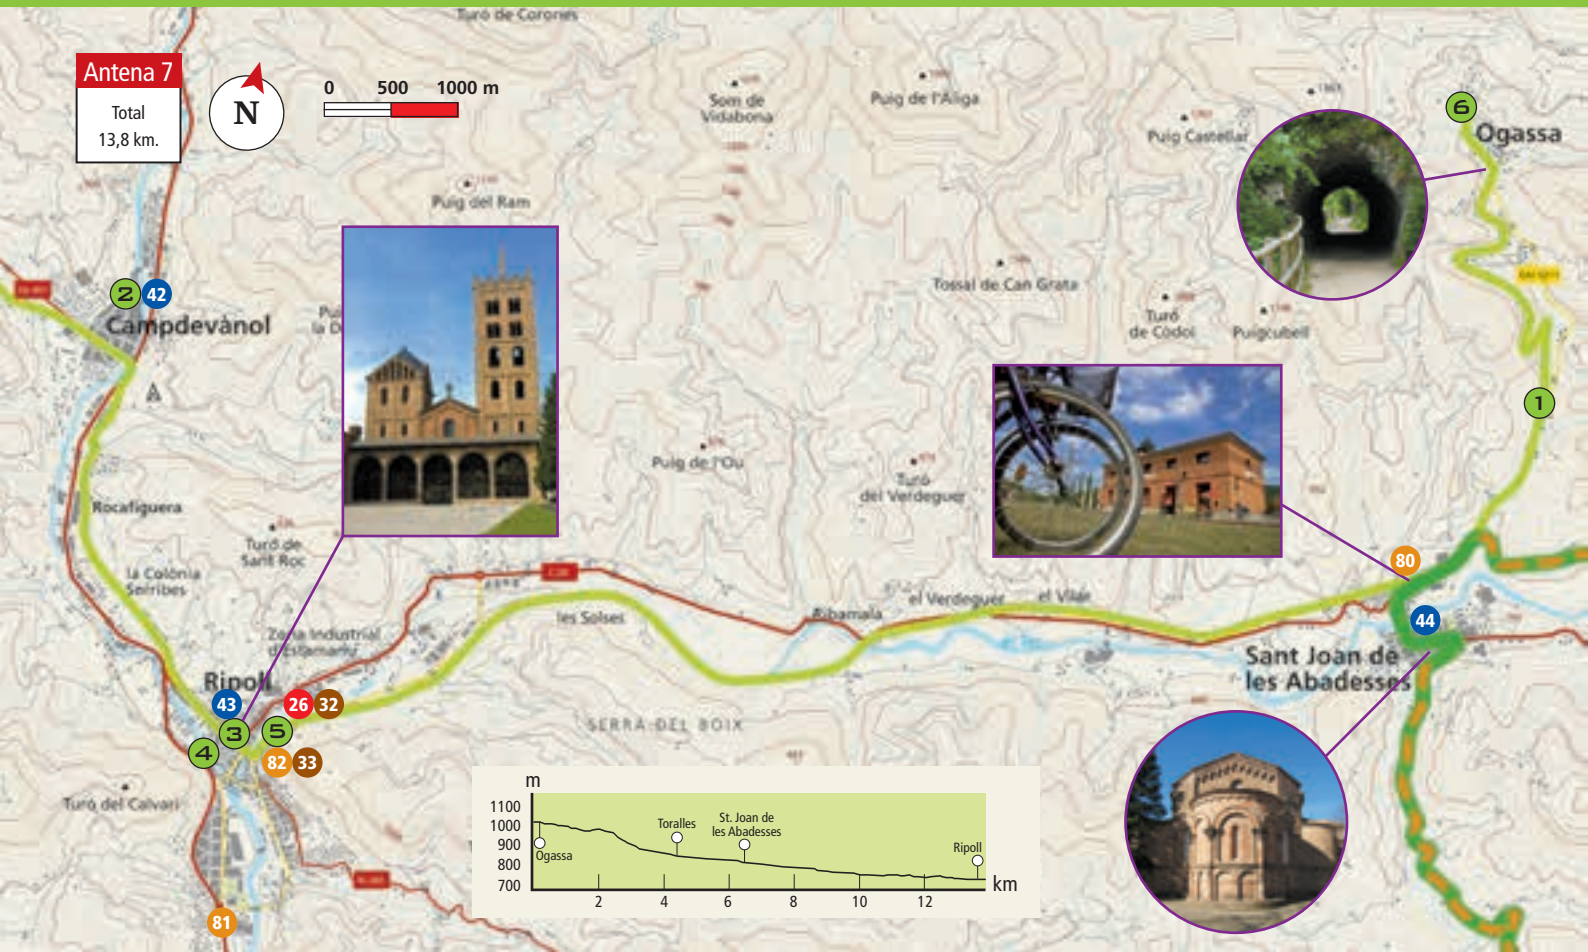 Turó de Corones
Antena 7
Total
13,8 km.
N
0 500 1000 m
Som de
Vidabona
Puig de l'Àliga
Puig Castellar
6
Ogassa
Puig del Ram
2 42
Campdevànol
Tossal de Can Grata
Turó
de Còdol
Puigcubell
1
Puig de l'Ou
Turó
del Verdeguer
Rocafiguera
Turó de
Sant Roc
la Colònia
les Solses
Ribamala
el Verdeguer
80
44
Zona Industrial
Sant Joan de
les Abadesses
Ripoll
43
26 32
3
5
4
82 33
SERRA DEL BOIX
Turó del Calvari
81
m
1100
1000
900
800
700
Ogassa
Toralles
St. Joan de
les Abadesses
Ripoll
km
2 4 6 8 10 12